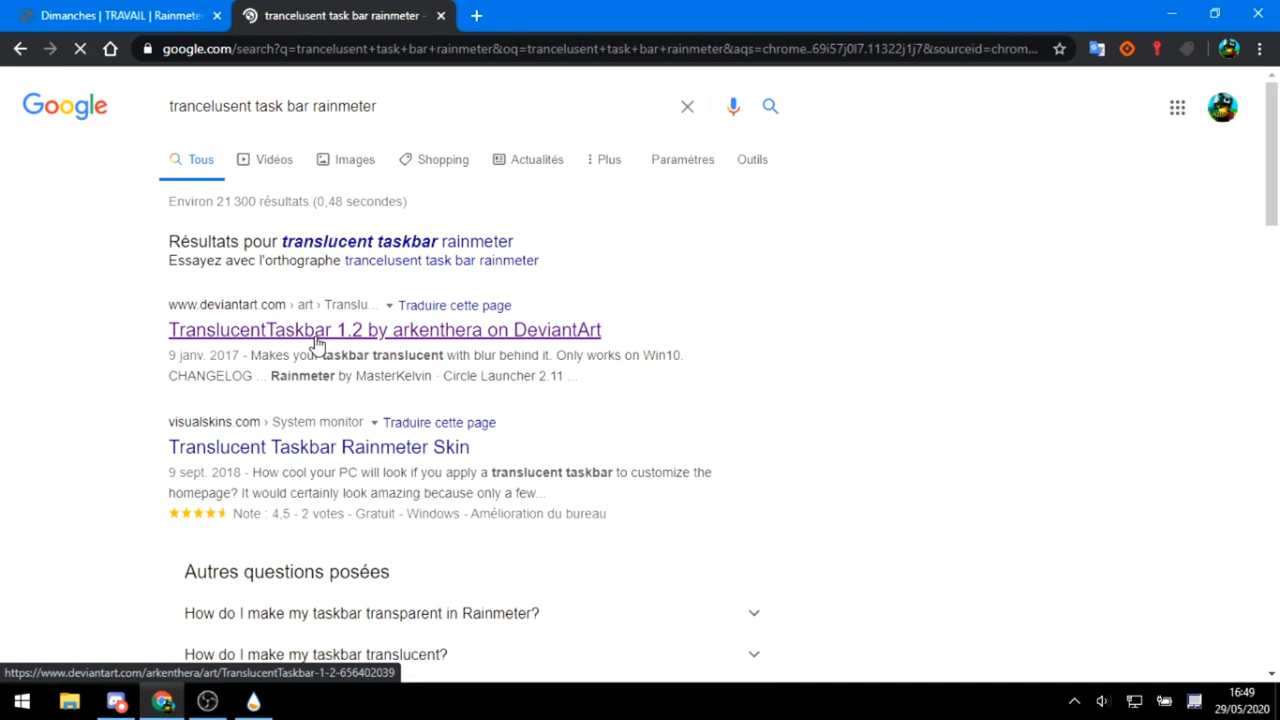 Dimanches | TRAVAIL | Rainmeter
trancelusent task bar rainmeter -
google.com/search?q=trancelusent+task+bar+rainmeter&oq=trancelusent+task+bar+rainmeter&aqs=chrome..69i57j0l7.11322j1j7&sourceid=chrom...
Google
trancelusent task bar rainmeter
Tous
Vidéos
Images
Shopping
Actualités
Plus
Paramètres
Outils
Environ 21 300 résultats (0,48 secondes)
Résultats pour translucent taskbar rainmeter
Essayez avec l'orthographe trancelusent task bar rainmeter
www.deviantart.com › art › Translu... Traduire cette page
TranslucentTaskbar 1.2 by arkenthera on DeviantArt
9 janv. 2017 - Makes your taskbar translucent with blur behind it. Only works on Win10.
CHANGELOG ... Rainmeter by MasterKelvin · Circle Launcher 2.11 ...
visualskins.com › System monitor Traduire cette page
Translucent Taskbar Rainmeter Skin
9 sept. 2018 - How cool your PC will look if you apply a translucent taskbar to customize the
homepage? It would certainly look amazing because only a few...
Note : 4,5 - 2 votes - Gratuit - Windows - Amélioration du bureau
Autres questions posées
How do I make my taskbar transparent in Rainmeter?
How do I make my taskbar translucent?
https://www.deviantart.com/arkenthera/art/TranslucentTaskbar-1-2-656402039
16:49
29/05/2020